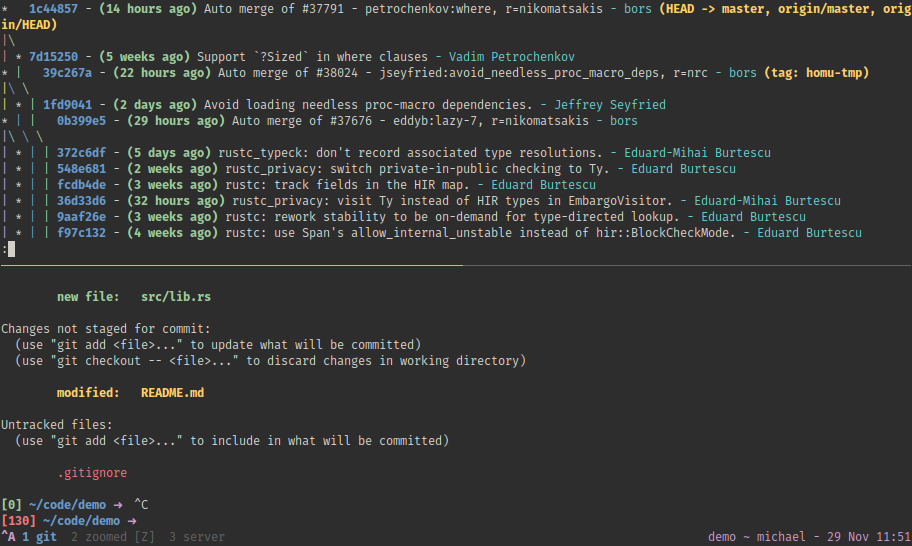 *   1c44857 - (14 hours ago) Auto merge of #37791 - petrochenkov:where, r=nikomatsakis - bors (HEAD -> master, origin/master, orig
in/HEAD)
|\
| * 7d15250 - (5 weeks ago) Support `?Sized` in where clauses - Vadim Petrochenkov
* |   39c267a - (22 hours ago) Auto merge of #38024 - jseyfried:avoid_needless_proc_macro_deps, r=nrc - bors (tag: homu-tmp)
|\ \
| * | 1fd9041 - (2 days ago) Avoid loading needless proc-macro dependencies. - Jeffrey Seyfried
* | |   0b399e5 - (29 hours ago) Auto merge of #37676 - eddyb:lazy-7, r=nikomatsakis - bors
|\ \ \
| * | | 372c6df - (5 days ago) rustc_typeck: don't record associated type resolutions. - Eduard-Mihai Burtescu
| * | | 548e681 - (2 weeks ago) rustc_privacy: switch private-in-public checking to Ty. - Eduard Burtescu
| * | | fcdb4de - (3 weeks ago) rustc: track fields in the HIR map. - Eduard Burtescu
| * | | 36d33d6 - (32 hours ago) rustc_privacy: visit Ty instead of HIR types in EmbargoVisitor. - Eduard-Mihai Burtescu
| * | | 9aaf26e - (3 weeks ago) rustc: rework stability to be on-demand for type-directed lookup. - Eduard Burtescu
| * | | f97c132 - (4 weeks ago) rustc: use Span's allow_internal_unstable instead of hir::BlockCheckMode. - Eduard Burtescu
:
        new file:   src/lib.rs
Changes not staged for commit:
  (use "git add <file>..." to update what will be committed)
  (use "git checkout -- <file>..." to discard changes in working directory)
        modified:   README.md
Untracked files:
  (use "git add <file>..." to include in what will be committed)
        .gitignore
[0] ~/code/demo ➜  ^C
[130] ~/code/demo ➜
^A 1 git  2 zoomed [Z]  3 server demo ~ michael - 29 Nov 11:51